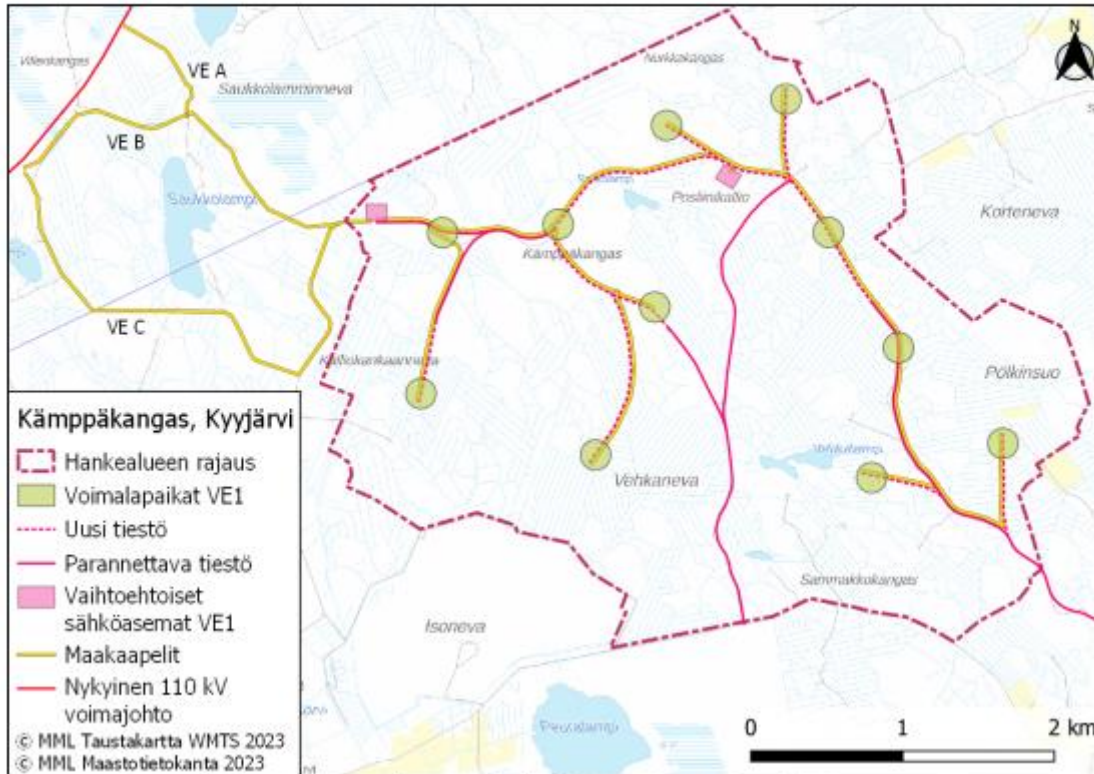 N
Nurkkakangas
VE A
Saukkolamminneva
VE B
Korteneva
Kämppäkangas
VE C
Pölkinsuo
Vehkaneva
Sammakkokangas
Isoneva
Peuralampi
Kämppäkangas, Kyyjärvi
Hankealueen rajaus
Voimalapaikat VE1
Uusi tiestö
Parannettava tiestö
Vaihtoehtoiset
sähköasemat VE1
Maakaapelit
Nykyinen 110 kV
voimajohto
© MML Taustakartta WMTS 2023
© MML Maastotietokanta 2023
0 1 2 km